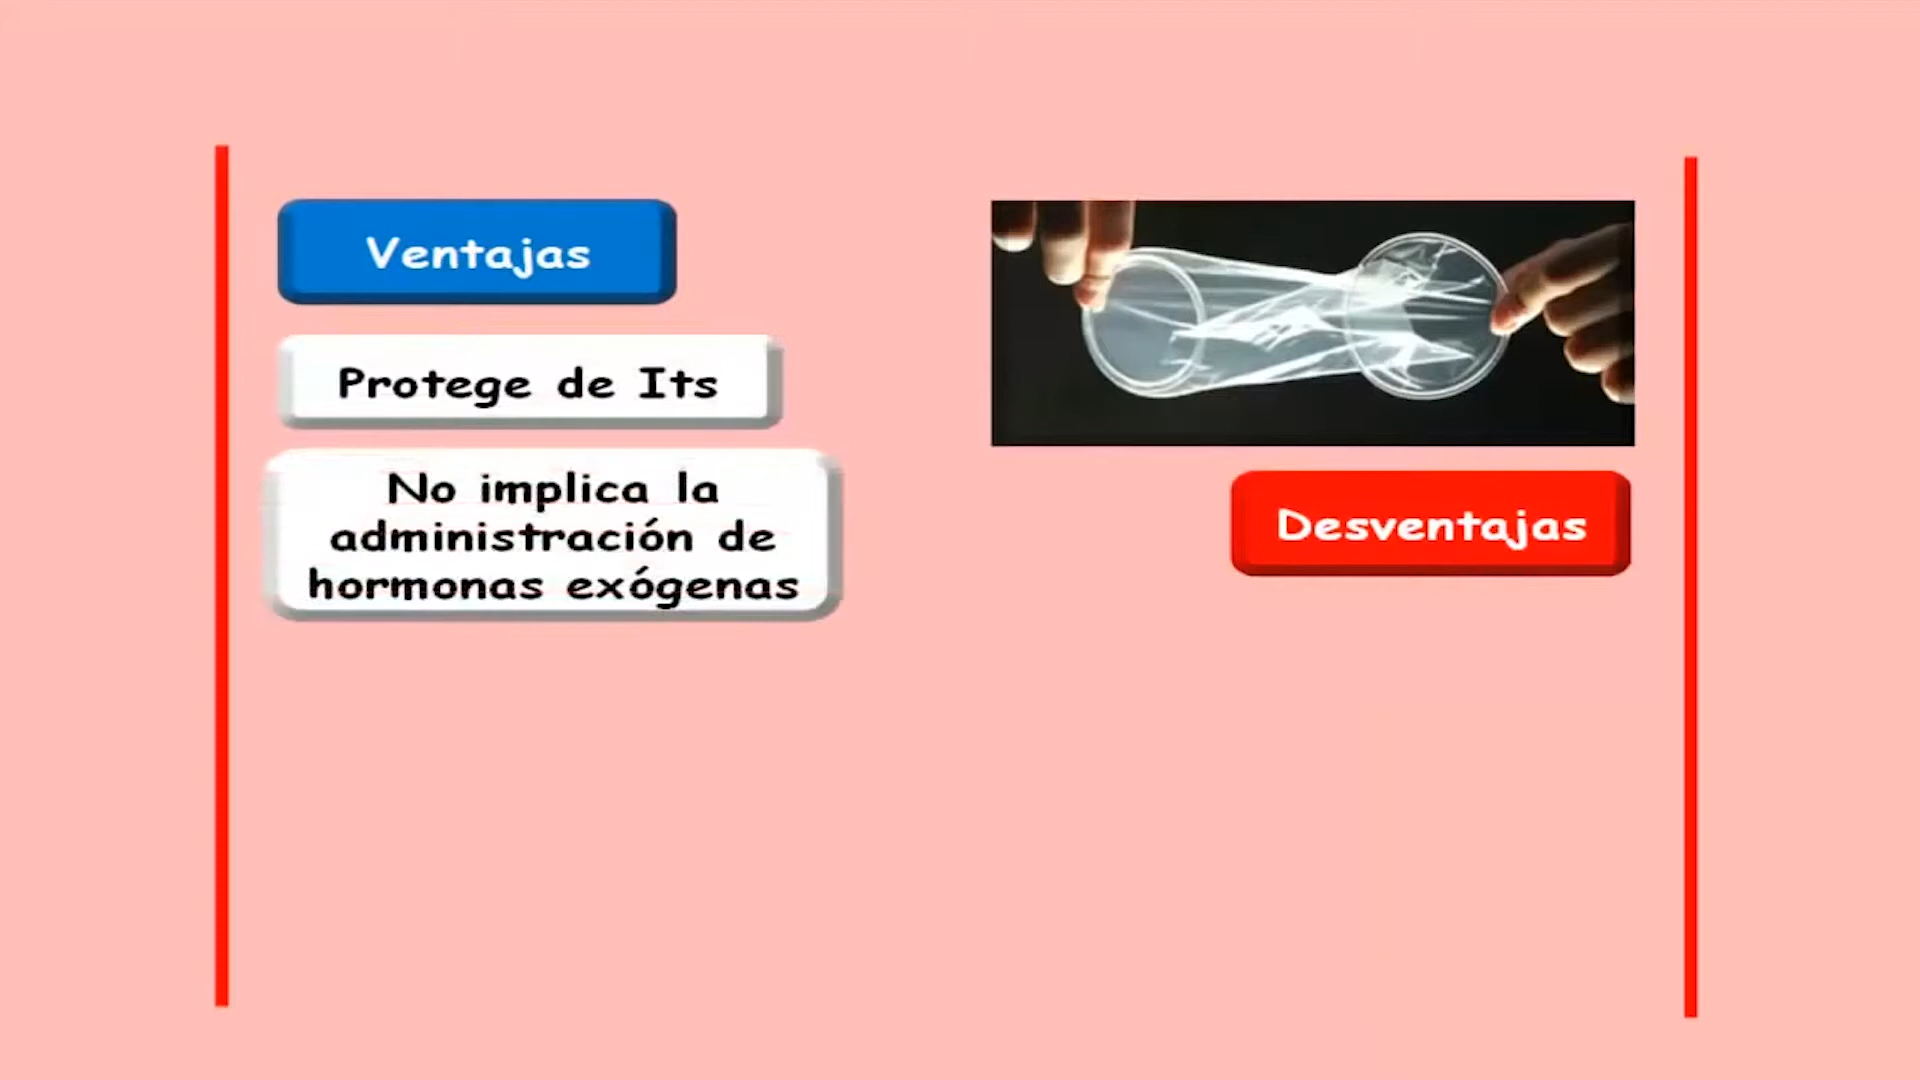 Ventajas
Protege de Its
No implica la
administración de
hormonas exógenas
Desventajas